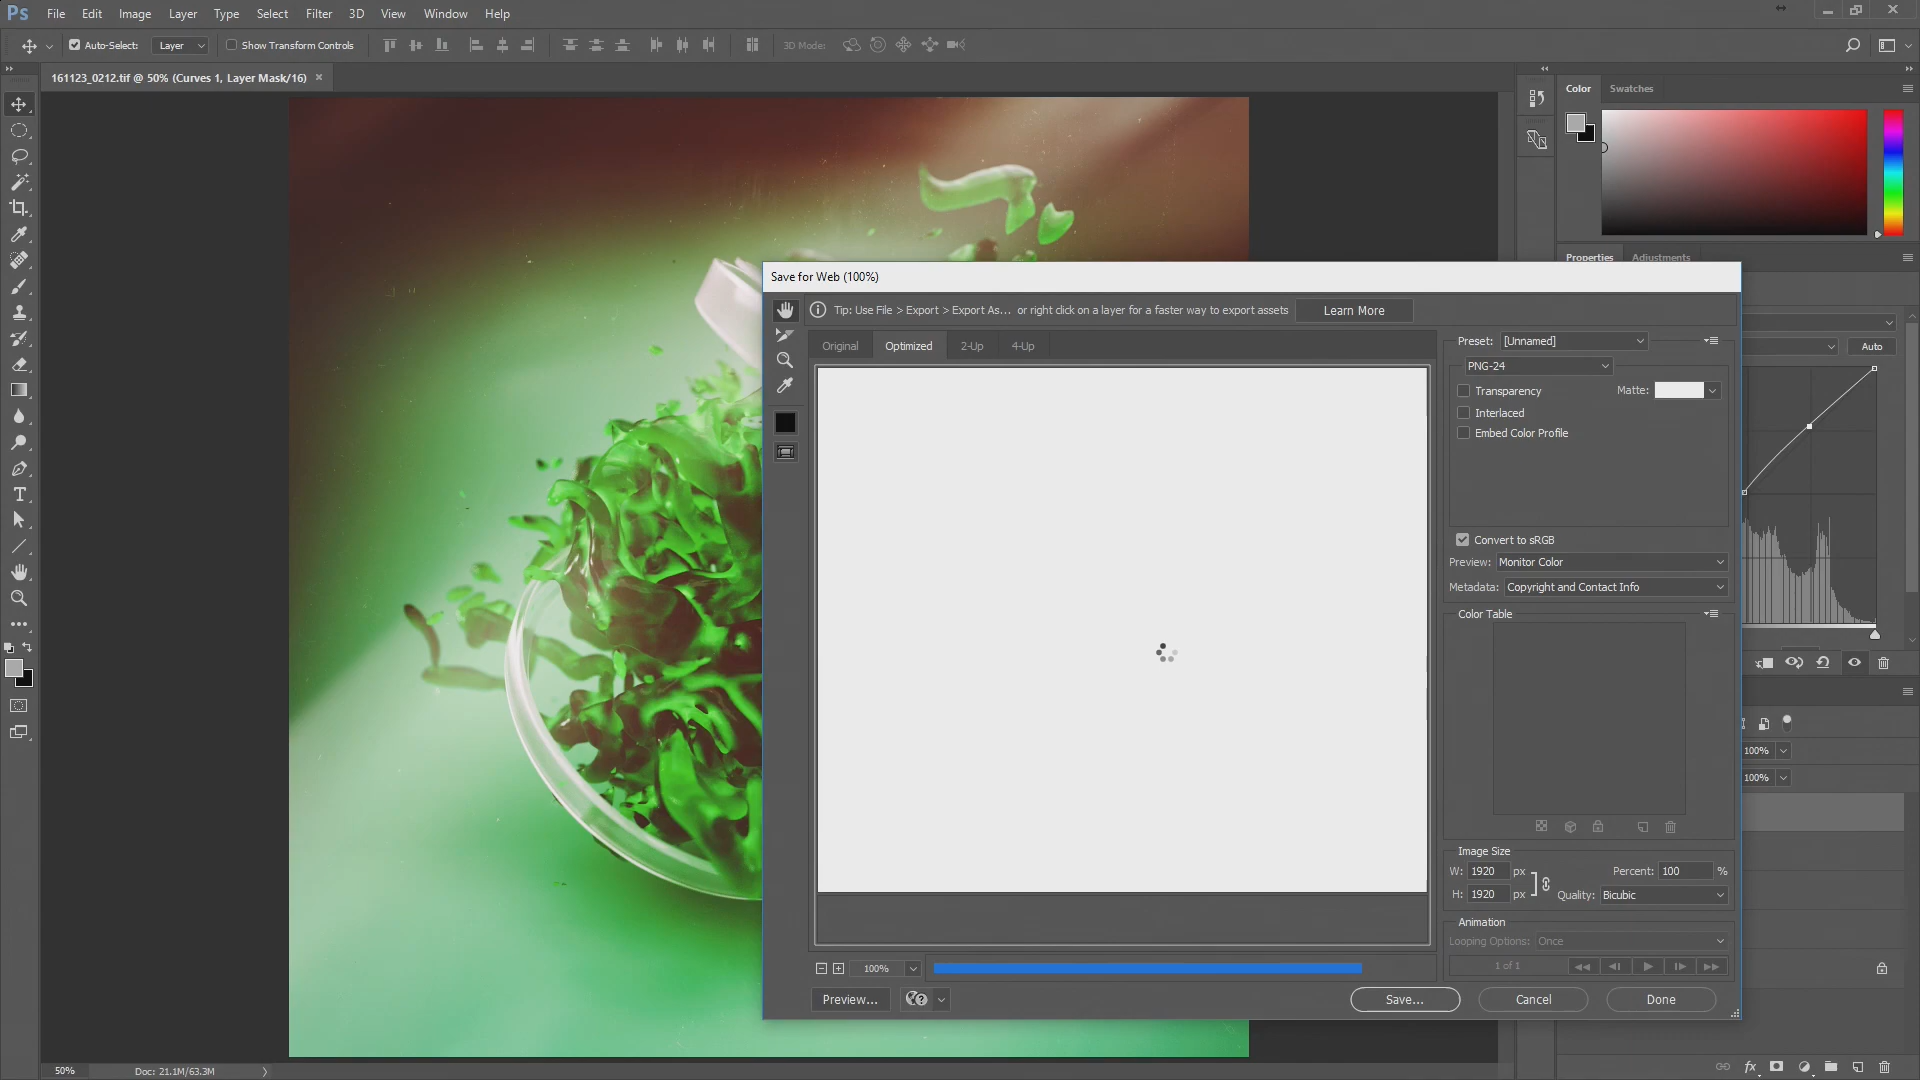 Ps File Edit Image Layer Type Select Filter 3D View Window Help
Auto-Select: Layer Show Transform Controls 3D Mode:
161123_0212.tif @ 50% (Curves 1, Layer Mask/16) ×
Color Swatches
Properties Adjustments
Save for Web (100%)
Tip: Use File > Export > Export As... or right click on a layer for a faster way to export assets Learn More
Original Optimized 2-Up 4-Up
Preset: [Unnamed]
PNG-24
Auto
Transparency Matte:
Interlaced
Embed Color Profile
Convert to sRGB
Preview: Monitor Color
Metadata: Copyright and Contact Info
Color Table
100%
100%
Image Size
W: 1920 px Percent: 100 %
H: 1920 px Quality: Bicubic
Animation
Looping Options: Once
1 of 1
100%
Preview... Save... Cancel Done
50% Doc: 21.1M/63.3M
fx